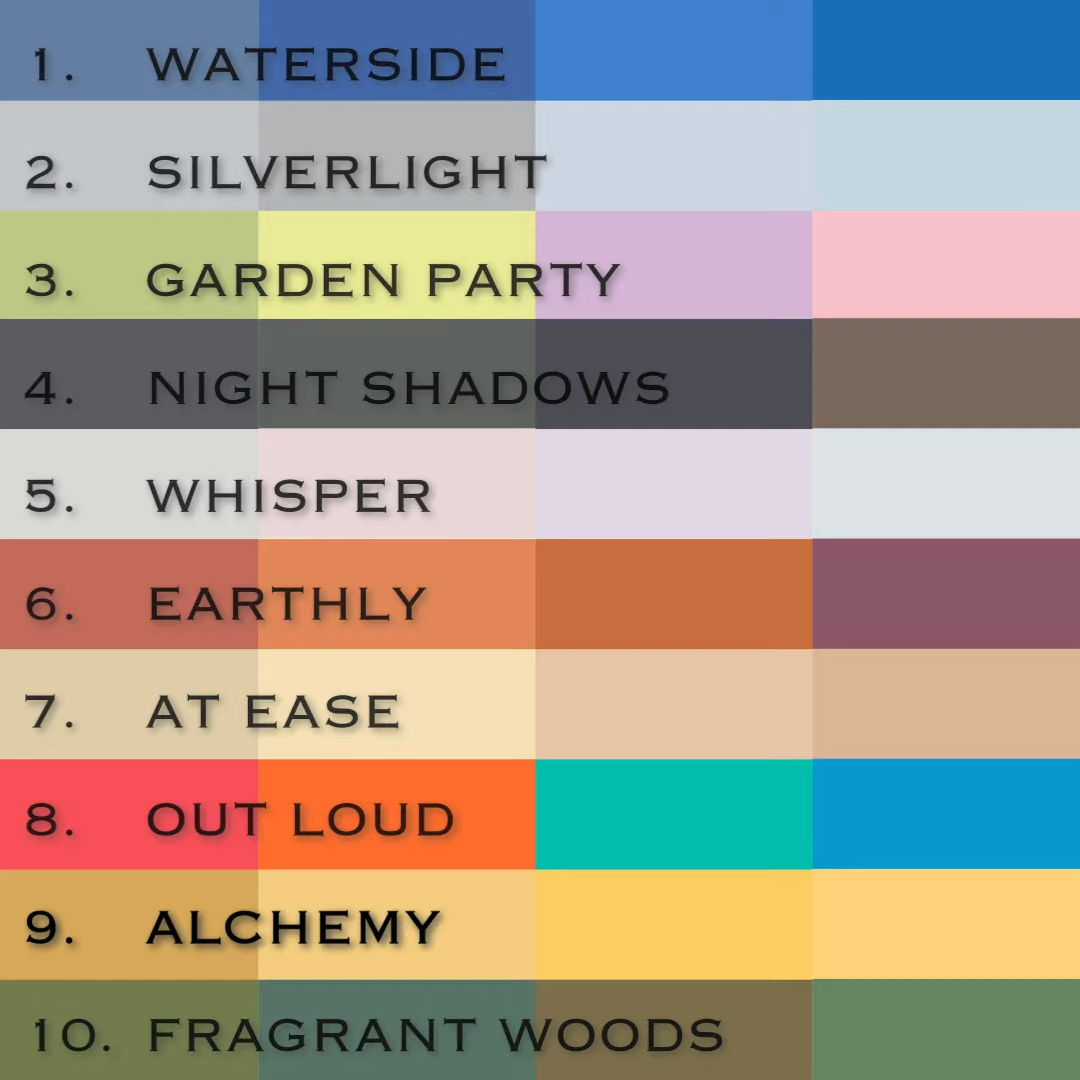 1. WATERSIDE
2. SILVERLIGHT
3. GARDEN PARTY
4. NIGHT SHADOWS
5. WHISPER
6. EARTHLY
7. AT EASE
8. OUT LOUD
9. ALCHEMY
10. FRAGRANT WOODS